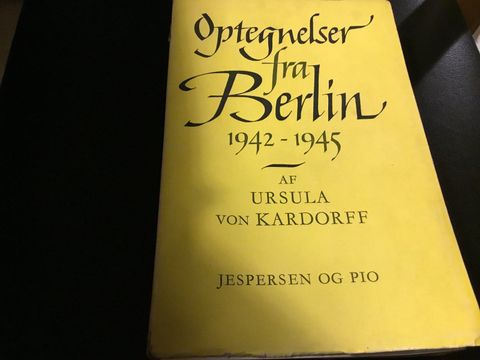 Optegnelser
fra
Berlin
1942-1945
AF
URSULA
VON KARDORFF
JESPERSEN OG PIO